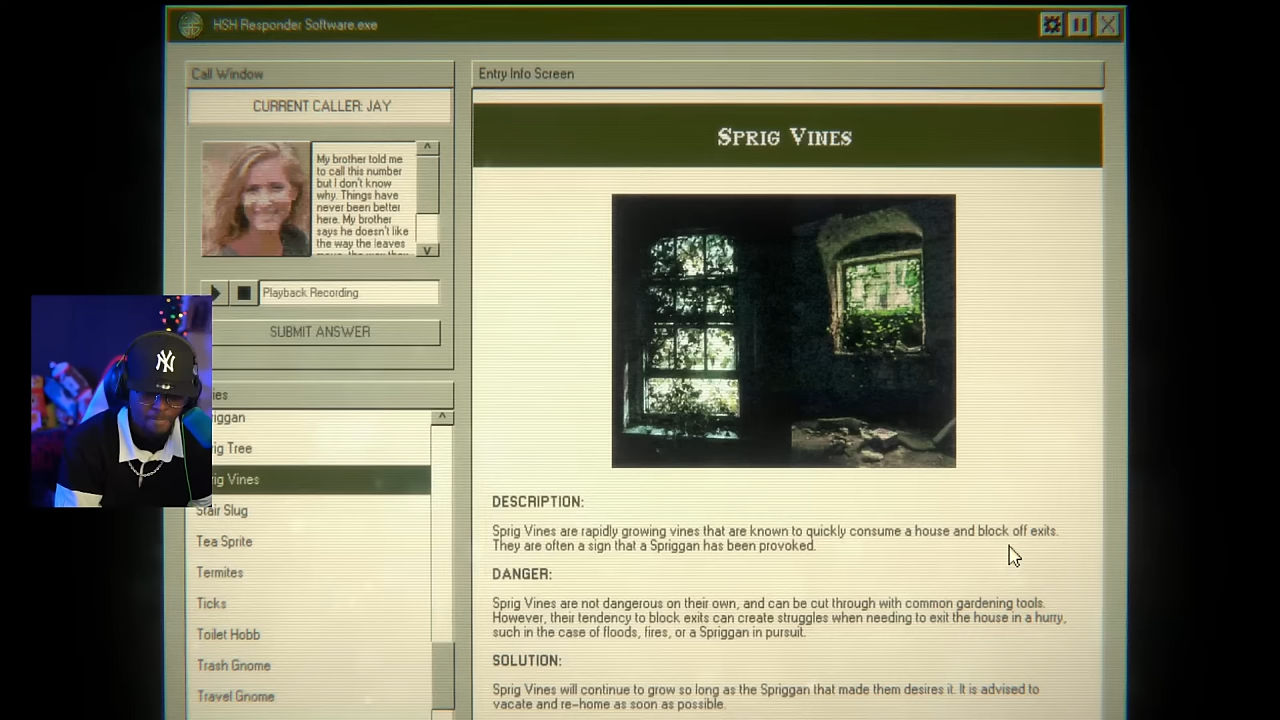 HSH Responder Software.exe
Call Window
CURRENT CALLER: JAY
My brother told me
to call this number
but I don't know
why. Things have
never been better
here. My brother
says he doesn't like
the way the leaves
Playback Recording
SUBMIT ANSWER
Sprig Vines
Stair Slug
Tea Sprite
Termites
Ticks
Toilet Hobb
Trash Gnome
Travel Gnome
Entry Info Screen
SPRIG VINES
DESCRIPTION:
Sprig Vines are rapidly growing vines that are known to quickly consume a house and block off exits.
They are often a sign that a Spriggan has been provoked.
DANGER:
Sprig Vines are not dangerous on their own, and can be cut through with common gardening tools.
However, their tendency to block exits can create struggles when needing to exit the house in a hurry,
such in the case of floods, fires, or a Spriggan in pursuit.
SOLUTION:
Sprig Vines will continue to grow so long as the Spriggan that made them desires it. It is advised to
vacate and re-home as soon as possible.
NY